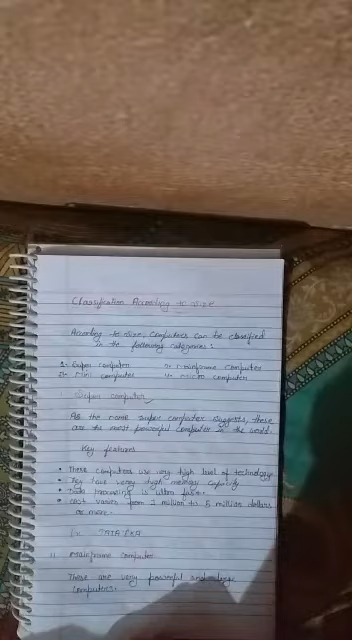 Classification According to size
According to size, computers can be classified
in the following categories:
1- Super computer
2- mini computer
mainframe computer
4- micro computer
Super computer
As the name super computer suggests, these
are the most powerful computer in the world.
Key features
• These computers use very high level of technology
• They have very high memory capacity
• Data processing is ultra fast
• Cost varies from 1 million to 5 million dollars
or more.
mainframe computer
These are very powerful and large
computers.